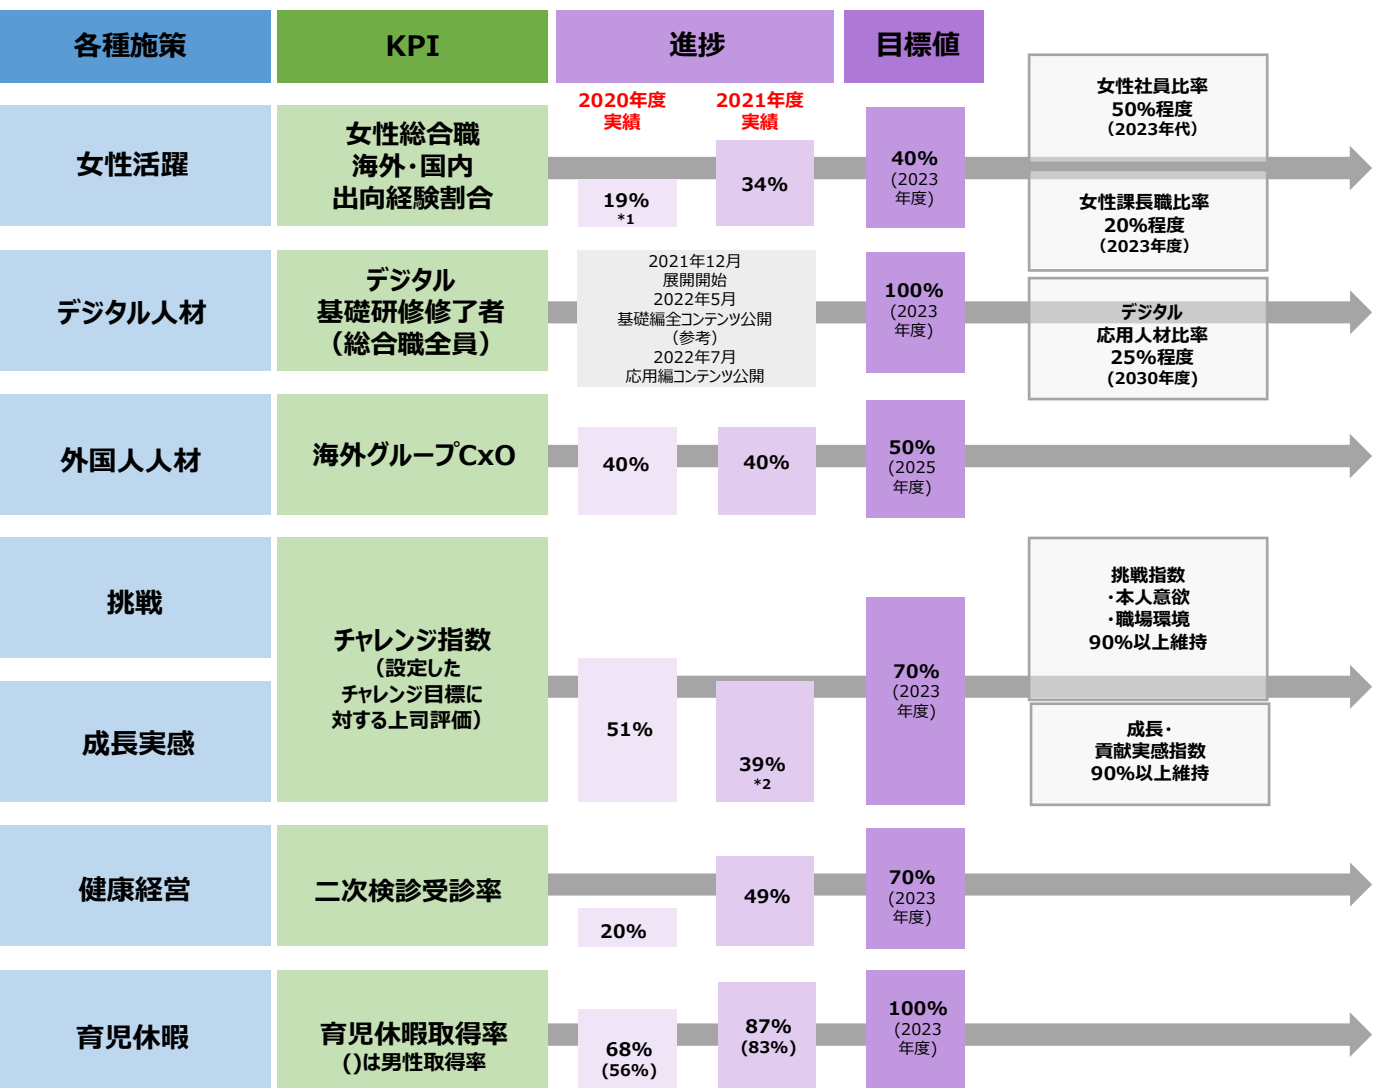 各種施策
KPI
進捗
目標値
2020年度
実績
2021年度
実績
女性活躍
女性総合職
海外・国内
出向経験割合
19%
*1
34%
40%
(2023
年度)
女性社員比率
50%程度
(2023年代)
女性課長職比率
20%程度
(2023年度)
デジタル人材
デジタル
基礎研修修了者
(総合職全員)
2021年12月
展開開始
2022年5月
基礎編全コンテンツ公開
(参考)
2022年7月
応用編コンテンツ公開
100%
(2023
年度)
デジタル
応用人材比率
25%程度
(2030年度)
外国人人材
海外グループCxO
40%
40%
50%
(2025
年度)
挑戦
成長実感
チャレンジ指数
(設定した
チャレンジ目標に
対する上司評価)
51%
39%
*2
70%
(2023
年度)
挑戦指数
・本人意欲
・職場環境
90%以上維持
成長・
貢献実感指数
90%以上維持
健康経営
二次検診受診率
20%
49%
70%
(2023
年度)
育児休暇
育児休暇取得率
()は男性取得率
68%
(56%)
87%
(83%)
100%
(2023
年度)